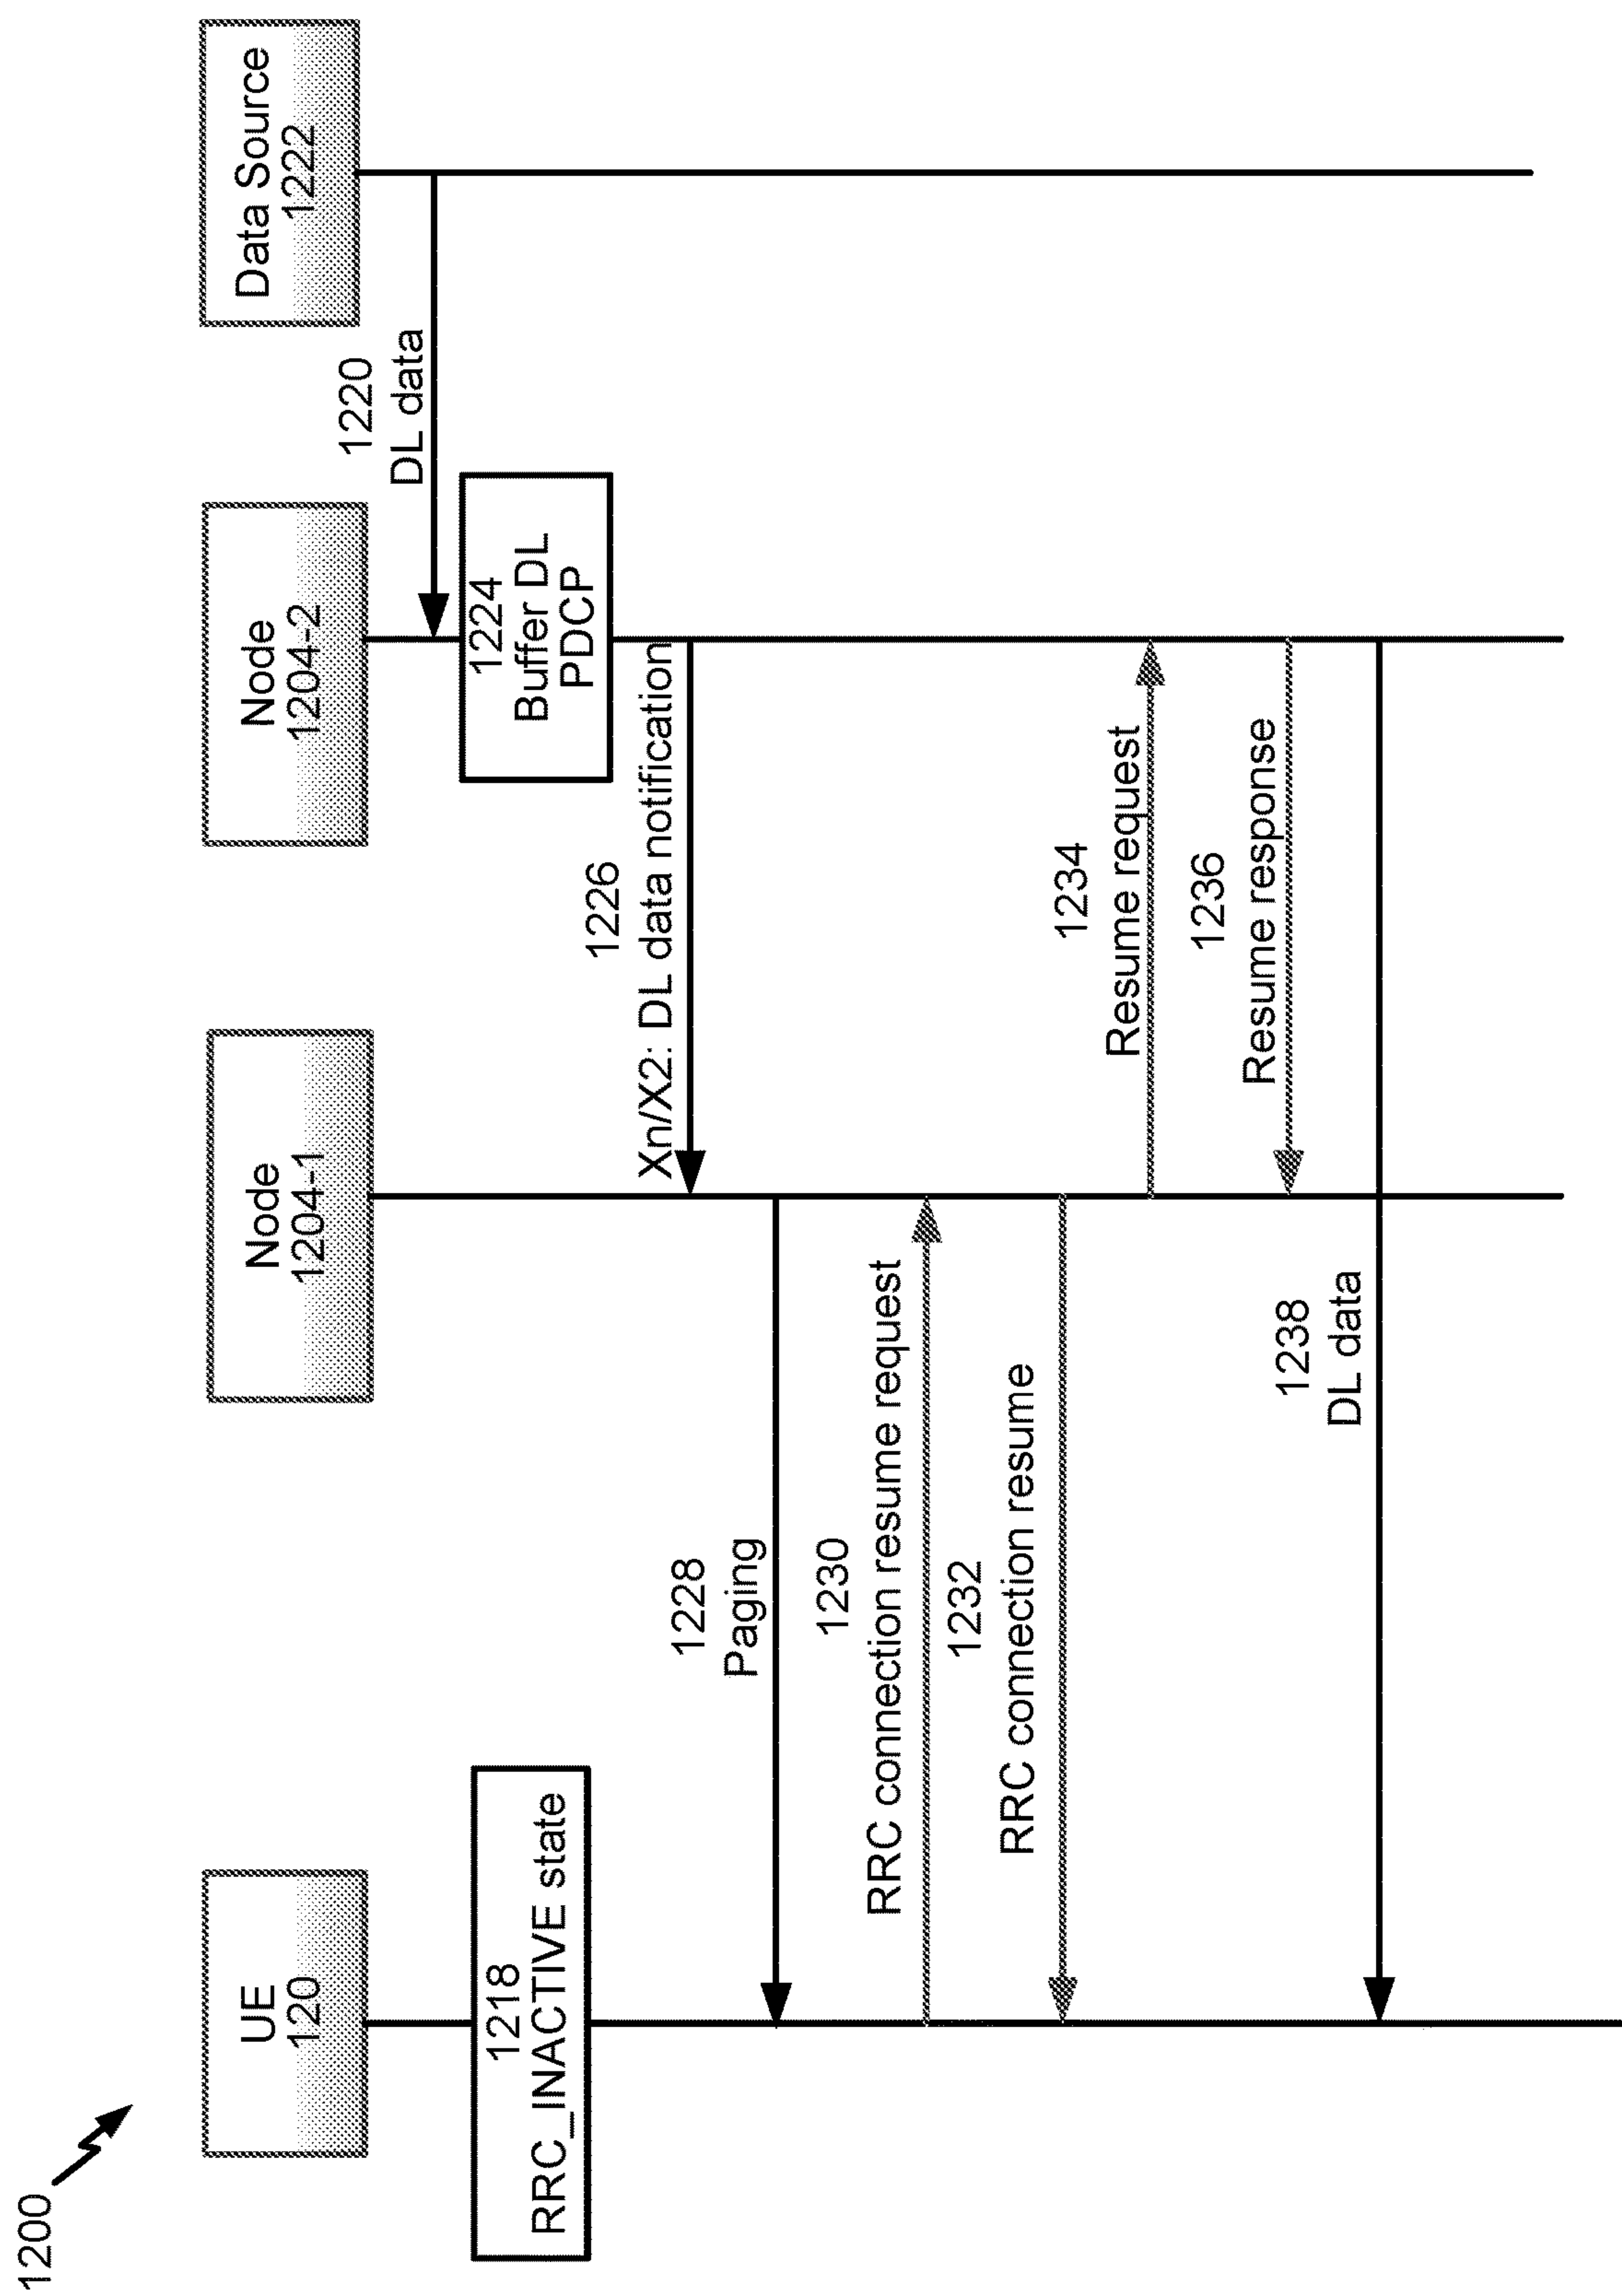 1200
UE
120
Node
1204-1
Node
1204-2
Data Source
1222
1220
DL data
1218
RRC_INACTIVE state
1224
Buffer DL
PDCP
1226
Xn/X2: DL data notification
1228
Paging
1230
RRC connection resume request
1232
RRC connection resume
1234
Resume request
1236
Resume response
1238
DL data